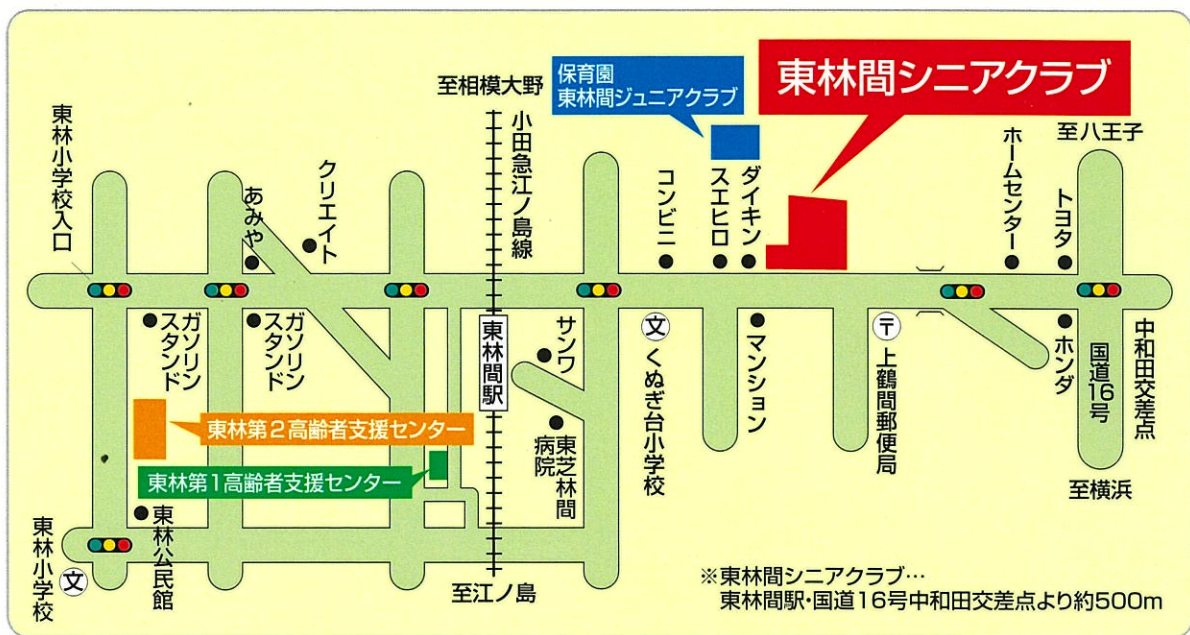 東林間シニアクラブ
保育園
東林間ジュニアクラブ
至相模大野
小田急江ノ島線
至八王子
東林小学校入口
あみや
クリエイト
コンビニ
スエヒロ
ダイキン
ホームセンター
トヨタ
ガソリン
スタンド
ガソリン
スタンド
東林間駅
サンワ
文
くぬぎ台小学校
マンション
〒
上鶴間郵便局
ホンダ
国道16号
中和田交差点
東林第2高齢者支援センター
東林第1高齢者支援センター
東芝林間
病院
至横浜
東林公民館
東林小学校
文
至江ノ島
※東林間シニアクラブ…
東林間駅・国道16号中和田交差点より約500m